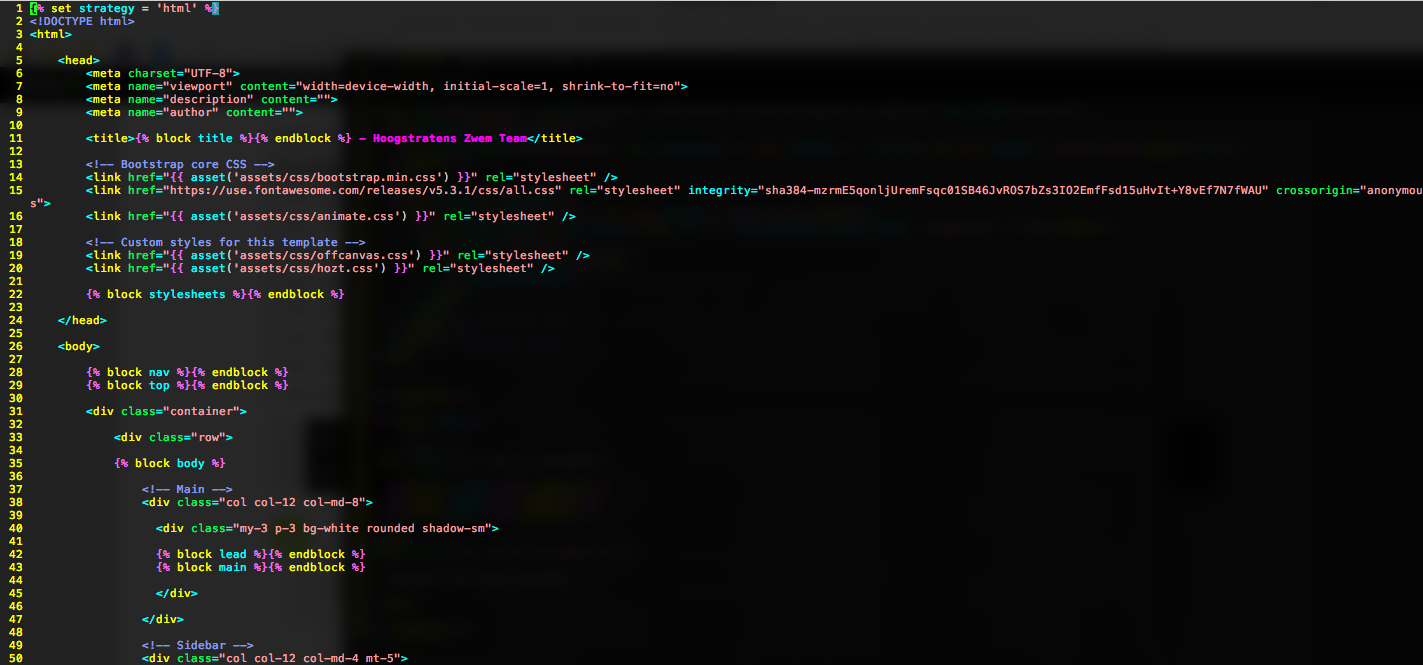 1 {% set strategy = 'html' %}
2 <!DOCTYPE html>
3 <html>
4
5 <head>
6 <meta charset="UTF-8">
7 <meta name="viewport" content="width=device-width, initial-scale=1, shrink-to-fit=no">
8 <meta name="description" content="">
9 <meta name="author" content="">
10
11 <title>{% block title %}{% endblock %} - Hoogstratens Zwem Team</title>
12
13 <!-- Bootstrap core CSS -->
14 <link href="{{ asset('assets/css/bootstrap.min.css') }}" rel="stylesheet" />
15 <link href="https://use.fontawesome.com/releases/v5.3.1/css/all.css" rel="stylesheet" integrity="sha384-mzrmE5qonljUremFsqc01SB46JvROS7bZs3IO2EmfFsd15uHvIt+Y8vEf7N7fWAU" crossorigin="anonymou
s">
16 <link href="{{ asset('assets/css/animate.css') }}" rel="stylesheet" />
17
18 <!-- Custom styles for this template -->
19 <link href="{{ asset('assets/css/offcanvas.css') }}" rel="stylesheet" />
20 <link href="{{ asset('assets/css/hozt.css') }}" rel="stylesheet" />
21
22 {% block stylesheets %}{% endblock %}
23
24 </head>
25
26 <body>
27
28 {% block nav %}{% endblock %}
29 {% block top %}{% endblock %}
30
31 <div class="container">
32
33 <div class="row">
34
35 {% block body %}
36
37 <!-- Main -->
38 <div class="col col-12 col-md-8">
39
40 <div class="my-3 p-3 bg-white rounded shadow-sm">
41
42 {% block lead %}{% endblock %}
43 {% block main %}{% endblock %}
44
45 </div>
46
47 </div>
48
49 <!-- Sidebar -->
50 <div class="col col-12 col-md-4 mt-5">